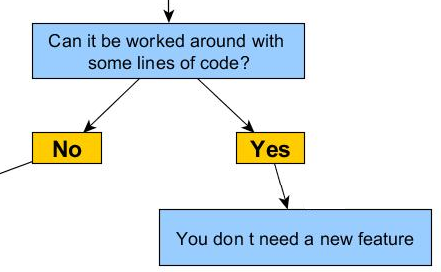 Can it be worked around with
some lines of code?
No
Yes
You don t need a new feature